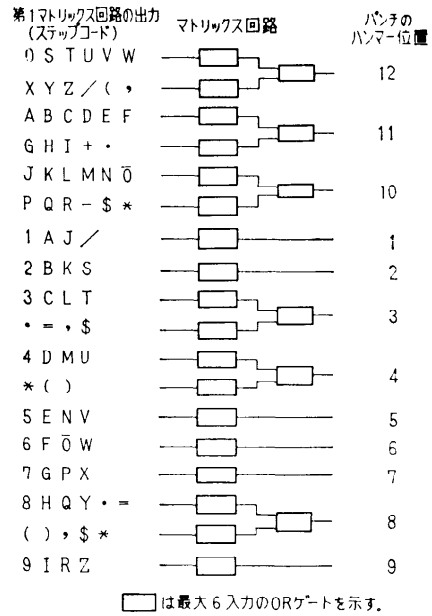 第1マトリックス回路の出力
(ステップコード)
マトリックス回路
パンチの
ハンマー位置
0 S T U V W
X Y Z / ( ,
12
A B C D E F
G H I + ·
11
J K L M N O̅
P Q R - $ *
10
1 A J /
1
2 B K S
2
3 C L T
· = , $
3
4 D M U
* ( )
4
5 E N V
5
6 F O̅ W
6
7 G P X
7
8 H Q Y · =
( ) , $ *
8
9 I R Z
9
は最大6入力のORゲートを示す。